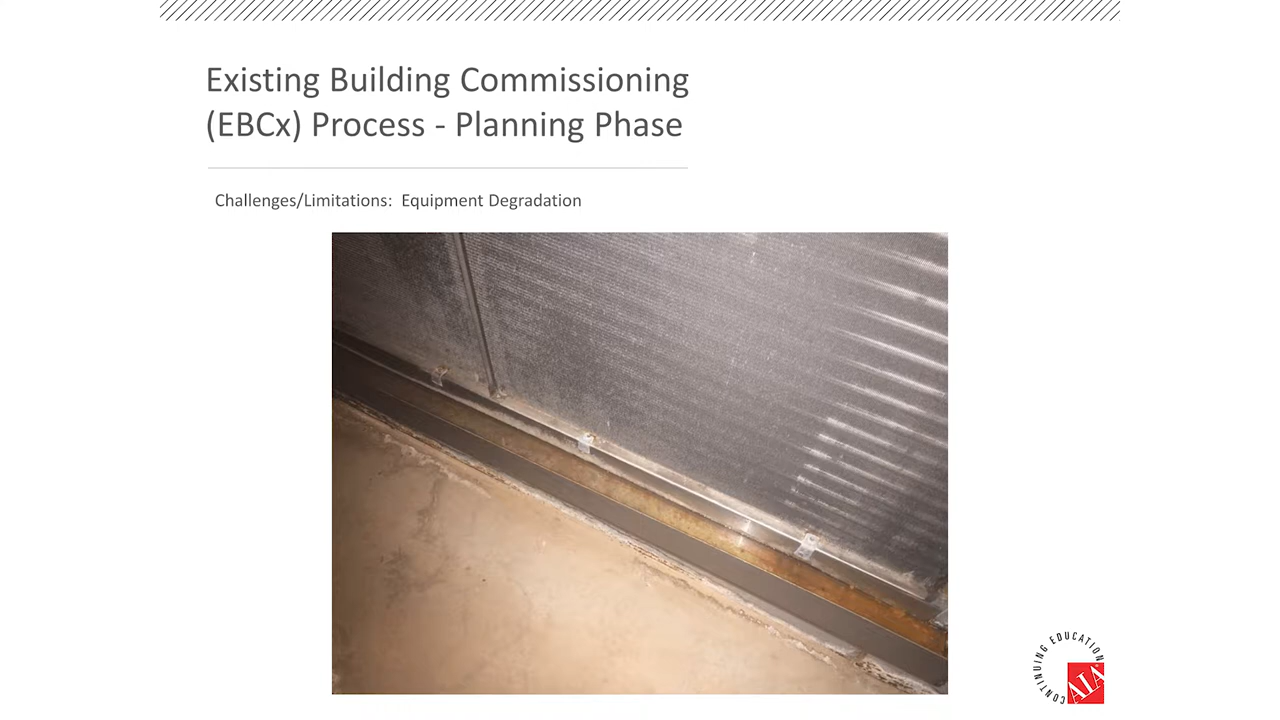 Existing Building Commissioning
(EBCx) Process - Planning Phase
Challenges/Limitations: Equipment Degradation
CONTINUING EDUCATION
AIA